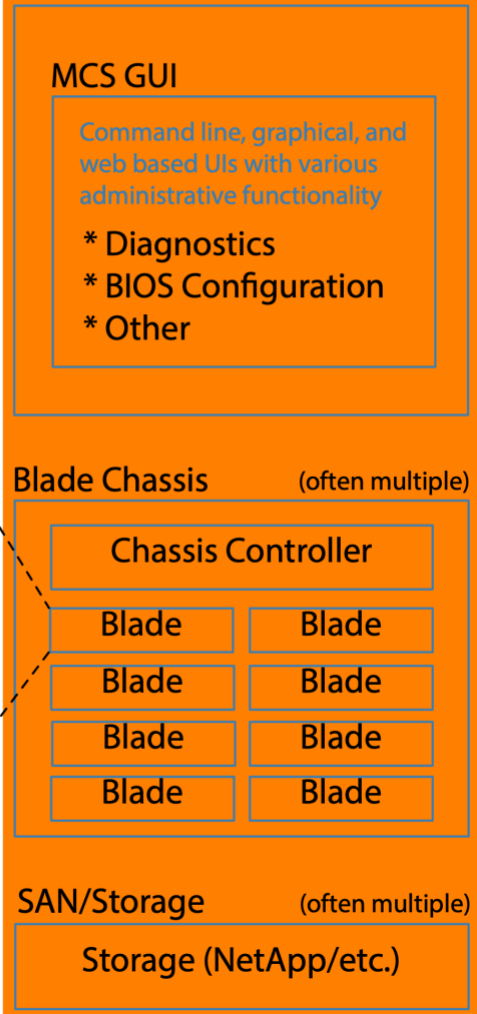 MCS GUI
Command line, graphical, and
web based UIs with various
administrative functionality
* Diagnostics
* BIOS Configuration
* Other
Blade Chassis (often multiple)
Chassis Controller
Blade Blade
Blade Blade
Blade Blade
Blade Blade
SAN/Storage (often multiple)
Storage (NetApp/etc.)